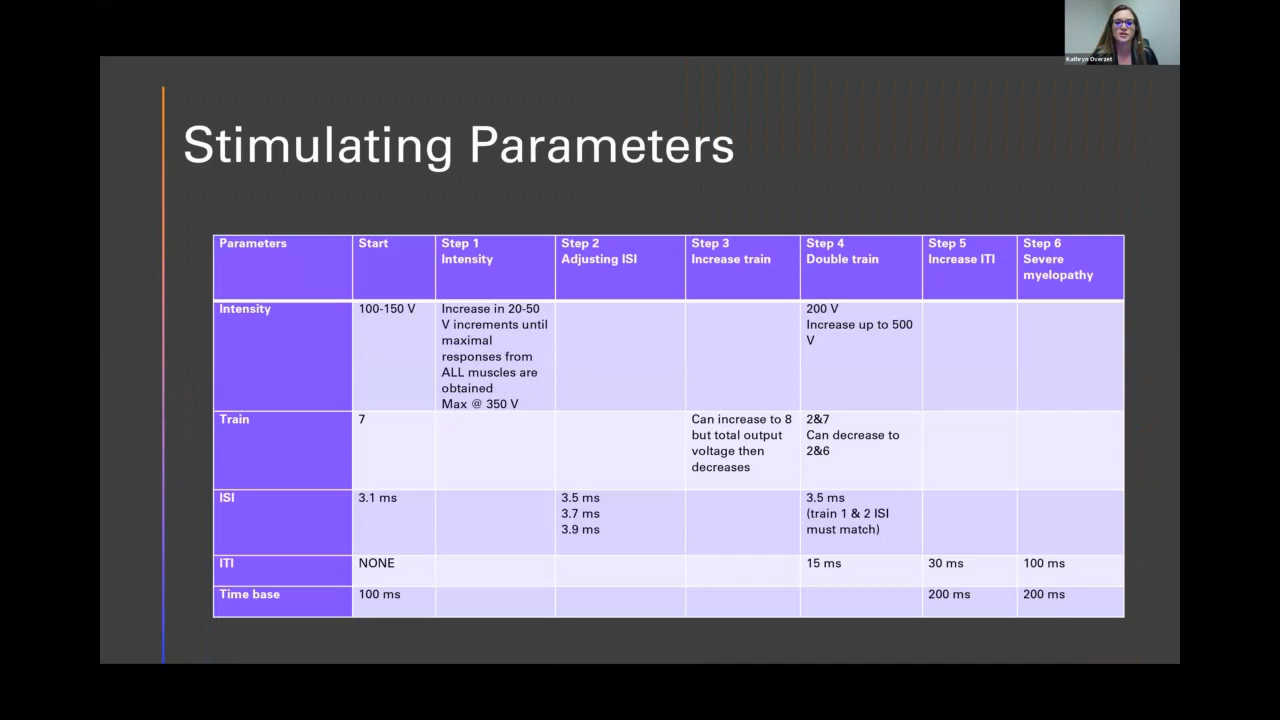 Kathryn Overzet
Stimulating Parameters
Parameters
Start
Step 1
Intensity
Step 2
Adjusting ISI
Step 3
Increase train
Step 4
Double train
Step 5
Increase ITI
Step 6
Severe
myelopathy
Intensity
100-150 V
Increase in 20-50
V increments until
maximal
responses from
ALL muscles are
obtained
Max @ 350 V
200 V
Increase up to 500
V
Train
7
Can increase to 8
but total output
voltage then
decreases
2&7
Can decrease to
2&6
ISI
3.1 ms
3.5 ms
3.7 ms
3.9 ms
3.5 ms
(train 1 & 2 ISI
must match)
ITI
NONE
15 ms
30 ms
100 ms
Time base
100 ms
200 ms
200 ms